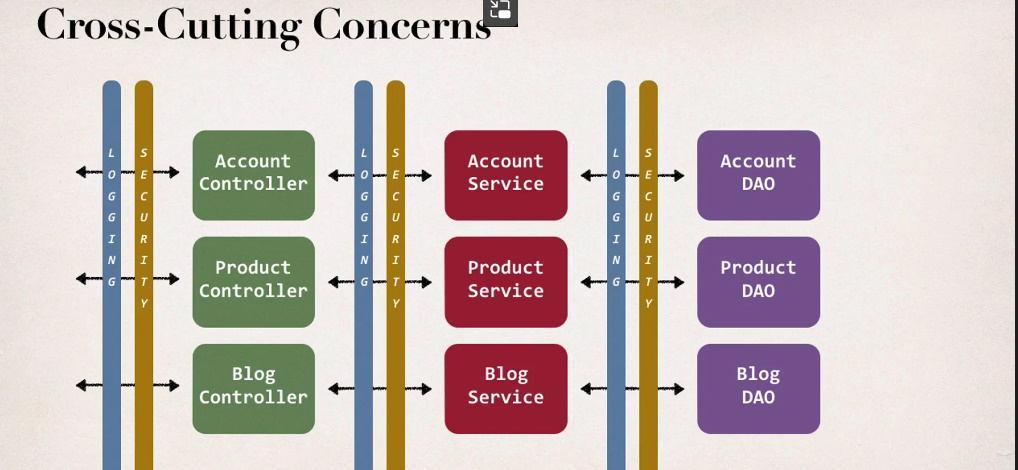 Cross-Cutting Concerns
LOGGING
SECURITY
Account
Controller
LOGGING
SECURITY
Account
Service
LOGGING
SECURITY
Account
DAO
Product
Controller
Product
Service
Product
DAO
Blog
Controller
Blog
Service
Blog
DAO